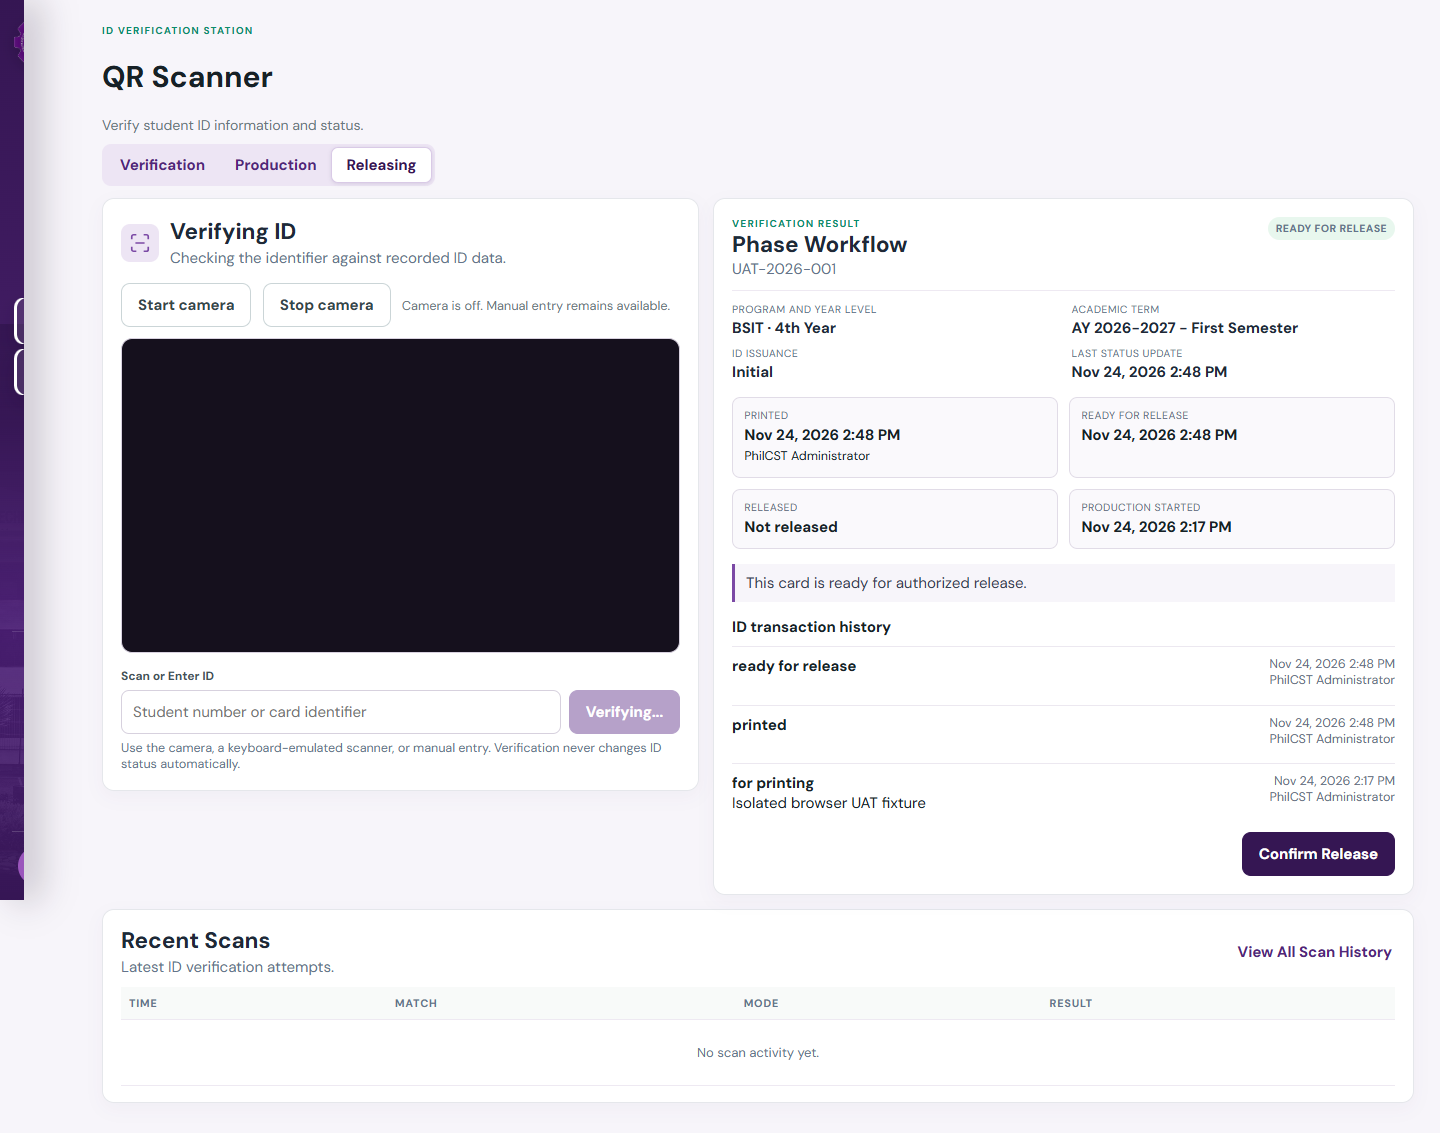 ID VERIFICATION STATION
QR Scanner
Verify student ID information and status.
Verification
Production
Releasing
Verifying ID
Checking the identifier against recorded ID data.
Start camera
Stop camera
Camera is off. Manual entry remains available.
Scan or Enter ID
Student number or card identifier
Verifying...
Use the camera, a keyboard-emulated scanner, or manual entry. Verification never changes ID
status automatically.
VERIFICATION RESULT
Phase Workflow
UAT-2026-001
READY FOR RELEASE
PROGRAM AND YEAR LEVEL
BSIT · 4th Year
ACADEMIC TERM
AY 2026-2027 - First Semester
ID ISSUANCE
Initial
LAST STATUS UPDATE
Nov 24, 2026 2:48 PM
PRINTED
Nov 24, 2026 2:48 PM
PhilCST Administrator
READY FOR RELEASE
Nov 24, 2026 2:48 PM
RELEASED
Not released
PRODUCTION STARTED
Nov 24, 2026 2:17 PM
This card is ready for authorized release.
ID transaction history
ready for release
Nov 24, 2026 2:48 PM
PhilCST Administrator
printed
Nov 24, 2026 2:48 PM
PhilCST Administrator
for printing
Isolated browser UAT fixture
Nov 24, 2026 2:17 PM
PhilCST Administrator
Confirm Release
Recent Scans
Latest ID verification attempts.
View All Scan History
TIME
MATCH
MODE
RESULT
No scan activity yet.